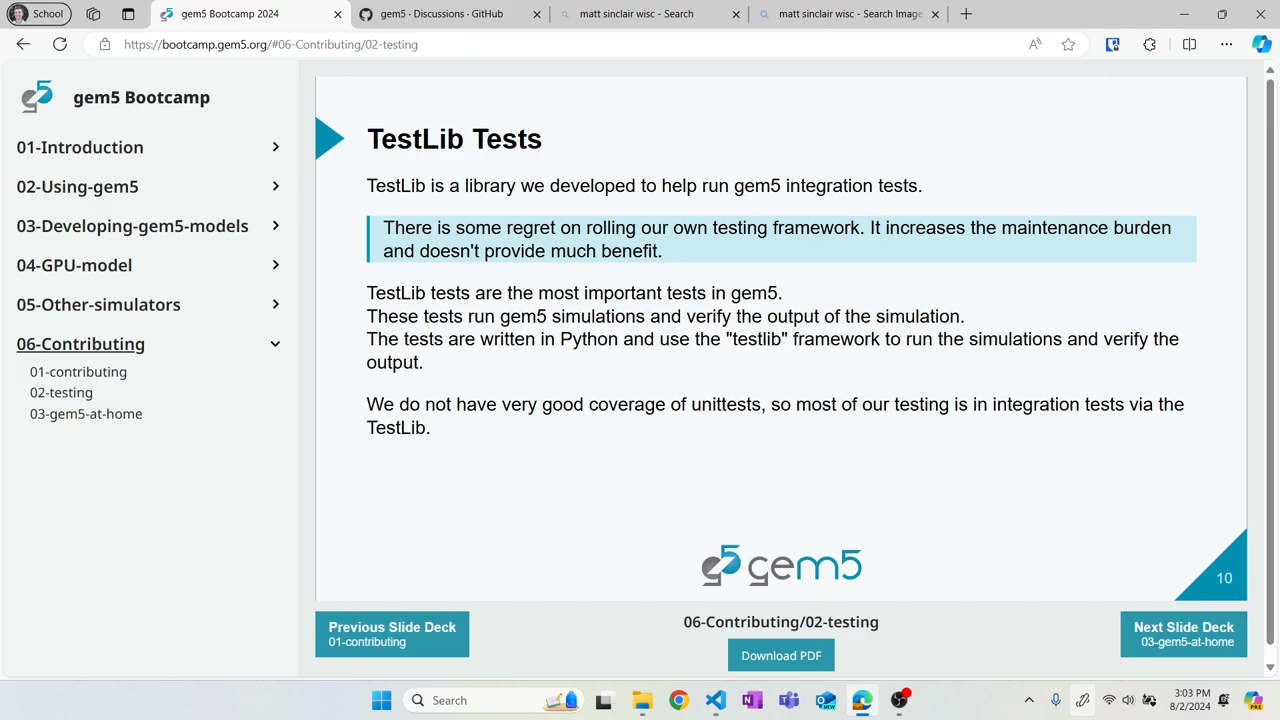 School
gem5 Bootcamp 2024
gem5 · Discussions · GitHub
matt sinclair wisc - Search
matt sinclair wisc - Search Image
https://bootcamp.gem5.org/#06-Contributing/02-testing
gem5 Bootcamp
01-Introduction
02-Using-gem5
03-Developing-gem5-models
04-GPU-model
05-Other-simulators
06-Contributing
01-contributing
02-testing
03-gem5-at-home
TestLib Tests
TestLib is a library we developed to help run gem5 integration tests.
There is some regret on rolling our own testing framework. It increases the maintenance burden
and doesn't provide much benefit.
TestLib tests are the most important tests in gem5.
These tests run gem5 simulations and verify the output of the simulation.
The tests are written in Python and use the "testlib" framework to run the simulations and verify the
output.
We do not have very good coverage of unittests, so most of our testing is in integration tests via the
TestLib.
gem5
10
Previous Slide Deck
01-contributing
06-Contributing/02-testing
Download PDF
Next Slide Deck
03-gem5-at-home
Search
3:03 PM
8/2/2024